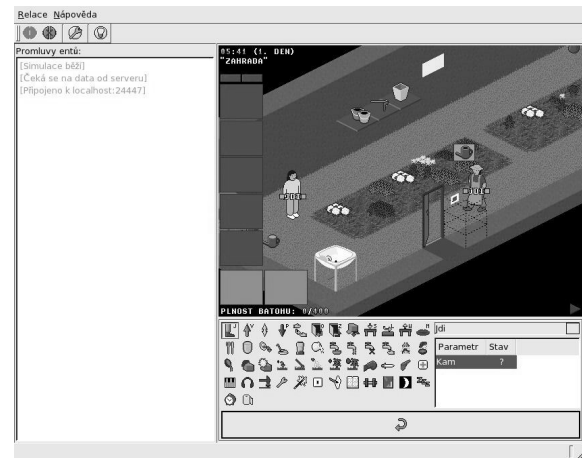 Relace Nápověda
Promluvy entů:
[Simulace běží]
[Čeká se na data od serveru]
[Připojeno k localhost:24447]
05:41 (1. DEN)
"ZAHRADA"
PLNOST BATOHU: 0/100
Jdi
Parametr Stav
Kam ?